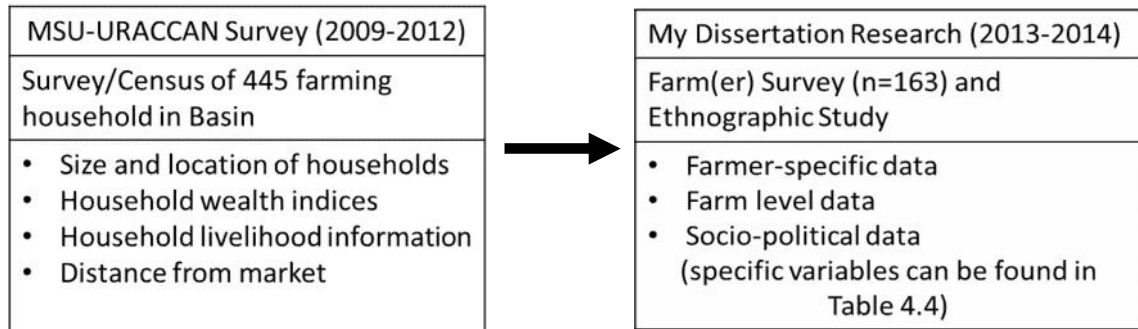 MSU-URACCAN Survey (2009-2012)
Survey/Census of 445 farming
household in Basin
• Size and location of households
• Household wealth indices
• Household livelihood information
• Distance from market
My Dissertation Research (2013-2014)
Farm(er) Survey (n=163) and
Ethnographic Study
• Farmer-specific data
• Farm level data
• Socio-political data
(specific variables can be found in
Table 4.4)